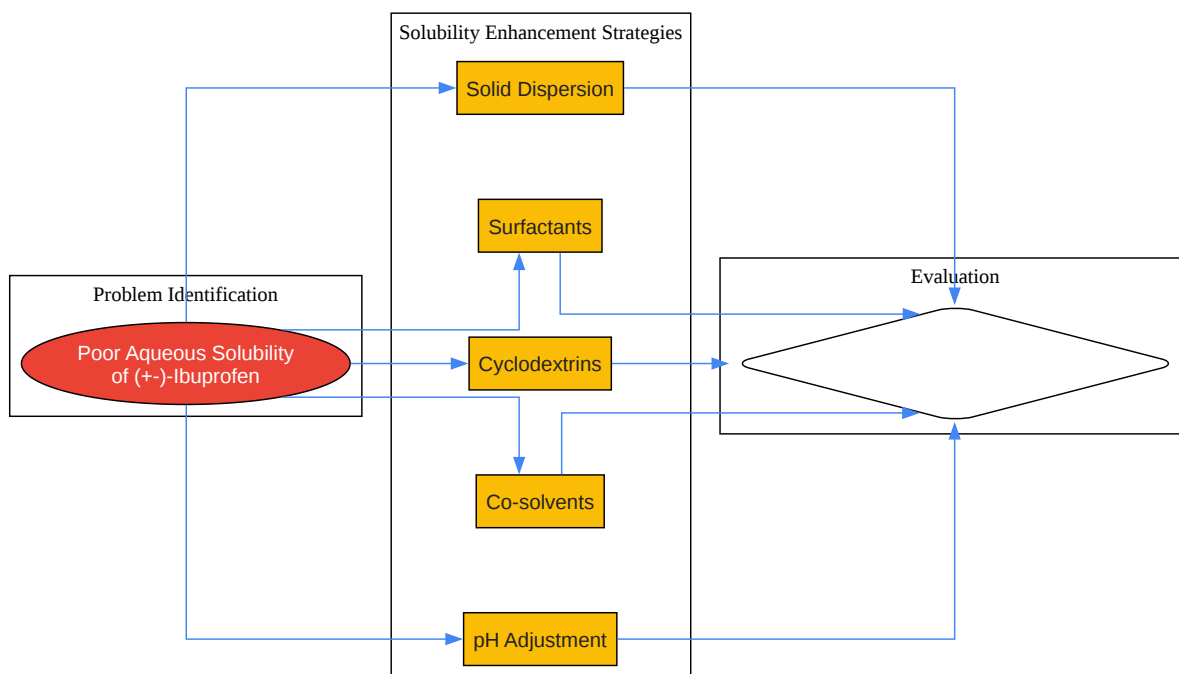 Solubility Enhancement Strategies
Solid Dispersion
Surfactants
Problem Identification
Evaluation
Poor Aqueous Solubility
of (+-)-Ibuprofen
Cyclodextrins
Co-solvents
pH Adjustment